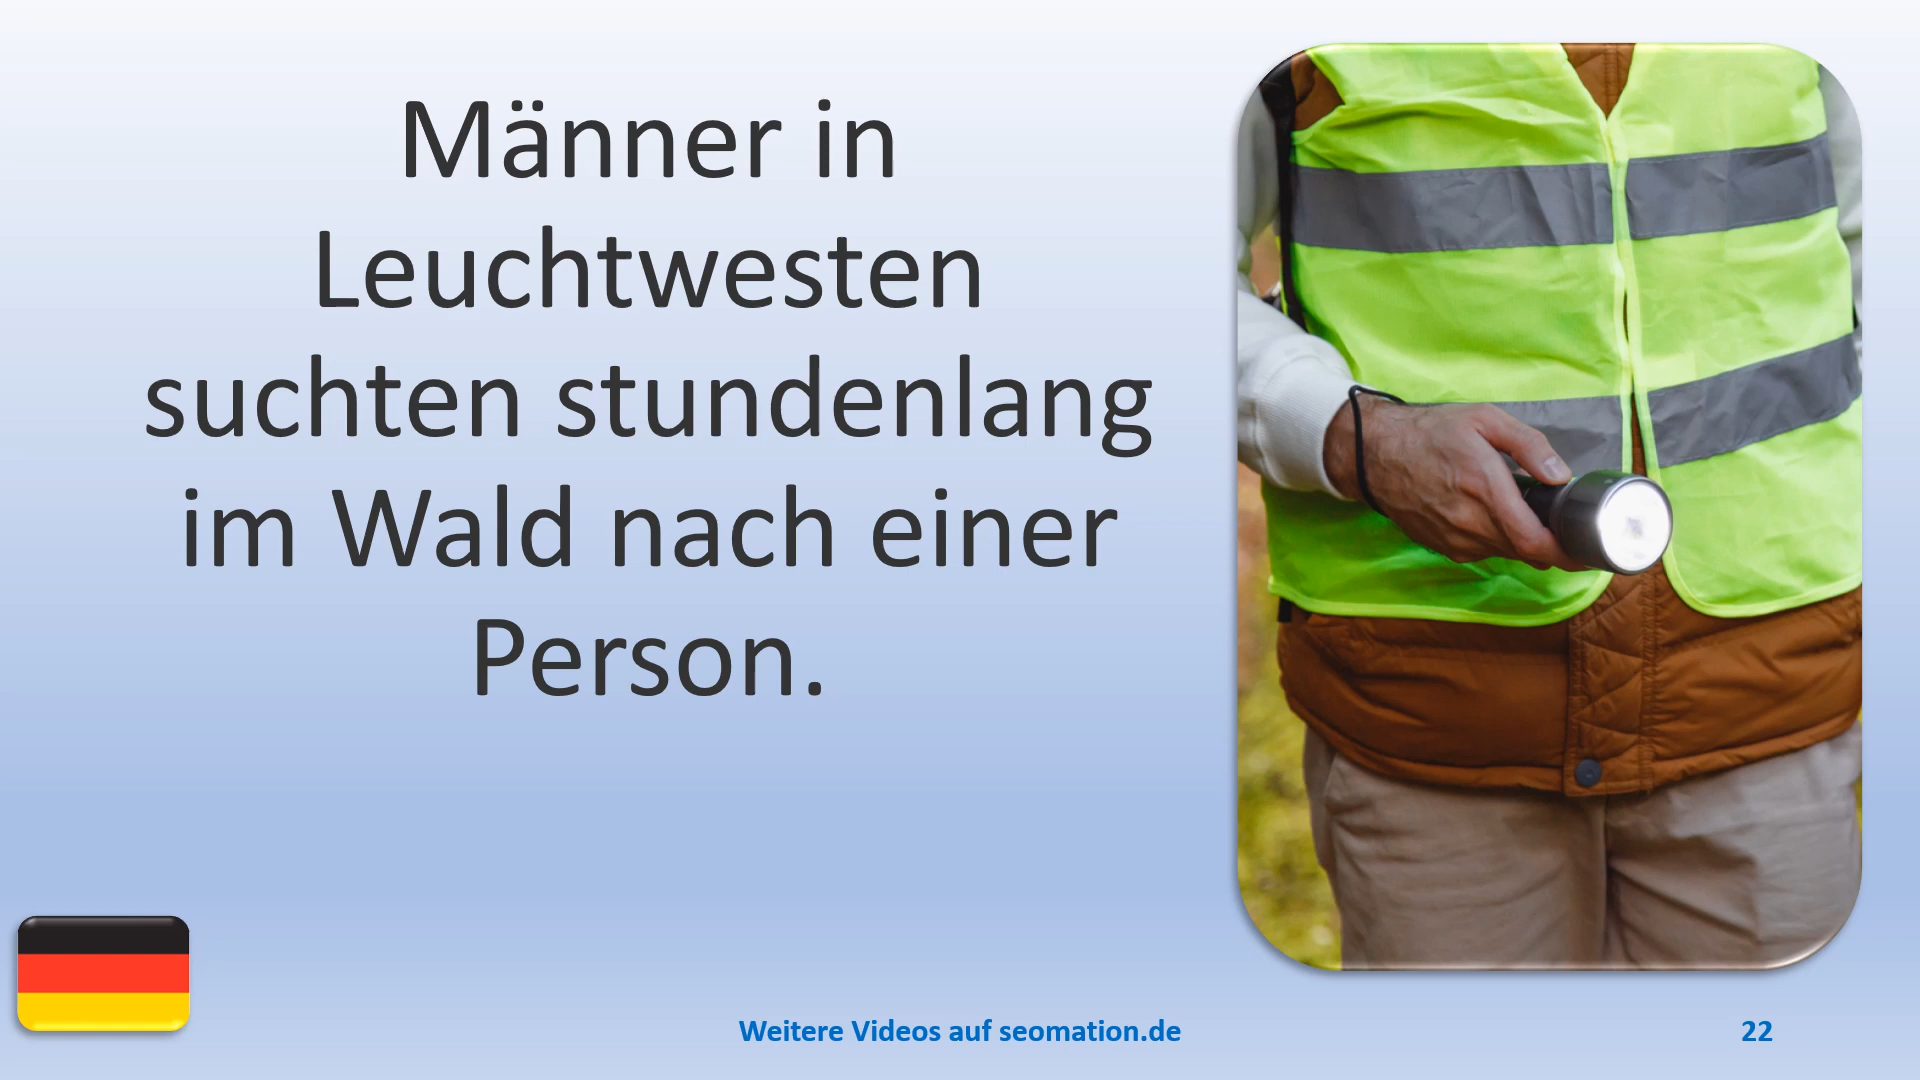 Männer in
Leuchtwesten
suchten stundenlang
im Wald nach einer
Person.
Weitere Videos auf seomation.de
22